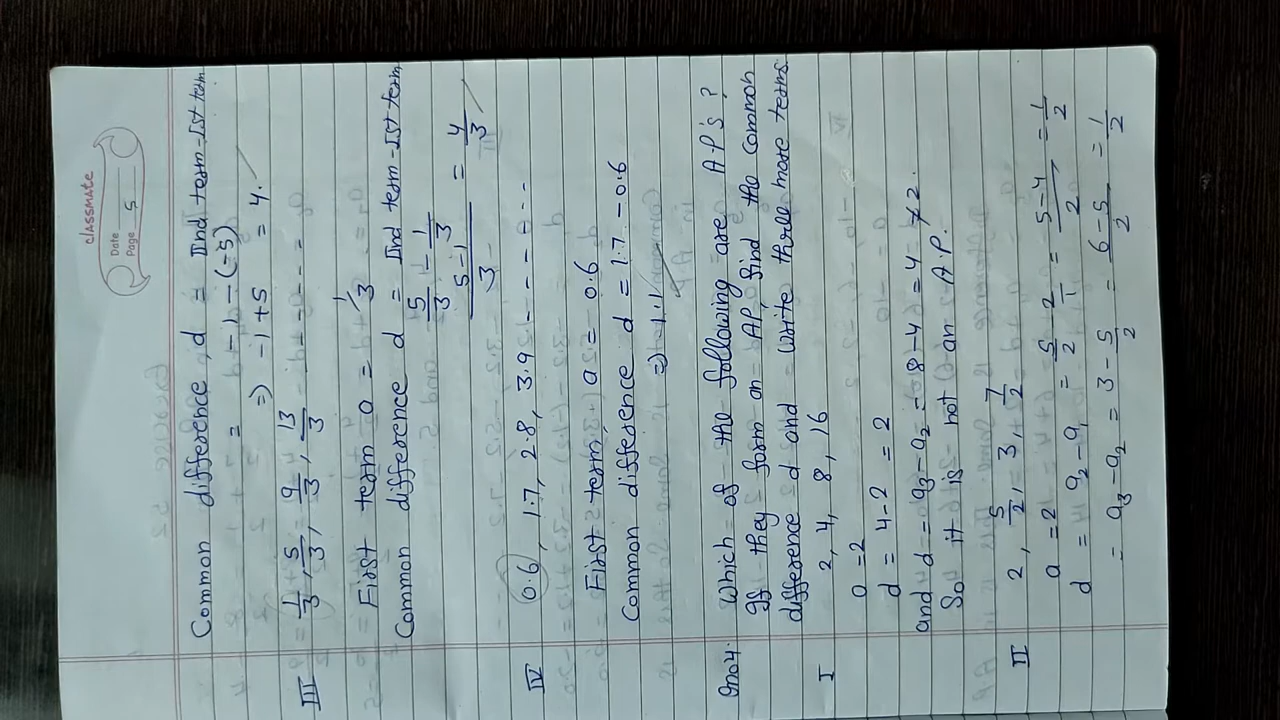 classmate
Date
Page 5
Common difference, d = IInd term - Ist term
= -1 - (-5)
=) -1 + 5 = 4.
III 1/3, 5/3, 9/3, 13/3 - - - - -
First term a = 1/3
Common difference d = IInd term - Ist term
5/3 - 1/3
5-1/3 = 4/3
IV 0.6, 1.7, 2.8, 3.9 - - - - - -
First term, a = 0.6
Common difference d = 1.7 - 0.6
=) 1.1
Qno4. Which of the following are AP's?
If they form an AP, find the common
difference d and write three more terms.
I 2, 4, 8, 16
a = 2
d = 4-2 = 2
and d = a3 - a2 = 8-4 = 4 ≠ 2.
So it is not an A.P.
II 2, 5/2, 3, 7/2
a = 2
d = a2 - a1 = 5/2 - 2/1 = 5-4/2 = 1/2
= a3 - a2 = 3 - 5/2 = 6-5/2 = 1/2